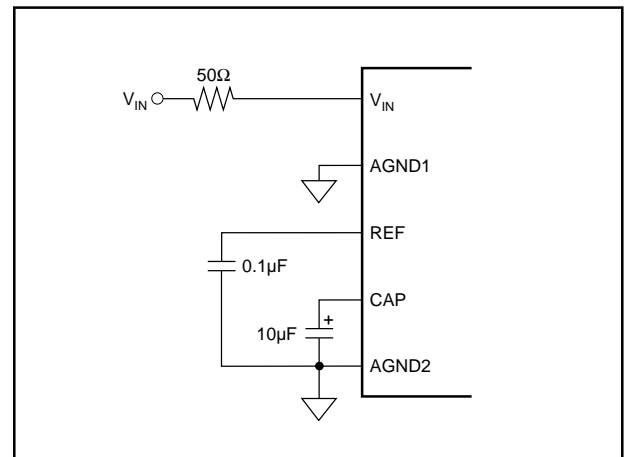 50Ω
V_IN V_IN
AGND1
REF
0.1µF
CAP
+
10µF
AGND2